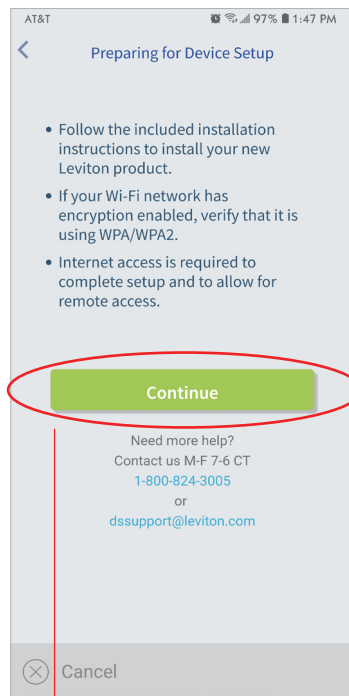 AT&T 97% 1:47 PM
Preparing for Device Setup
• Follow the included installation
instructions to install your new
Leviton product.
• If your Wi-Fi network has
encryption enabled, verify that it is
using WPA/WPA2.
• Internet access is required to
complete setup and to allow for
remote access.
Continue
Need more help?
Contact us M-F 7-6 CT
1-800-824-3005
or
dssupport@leviton.com
Cancel